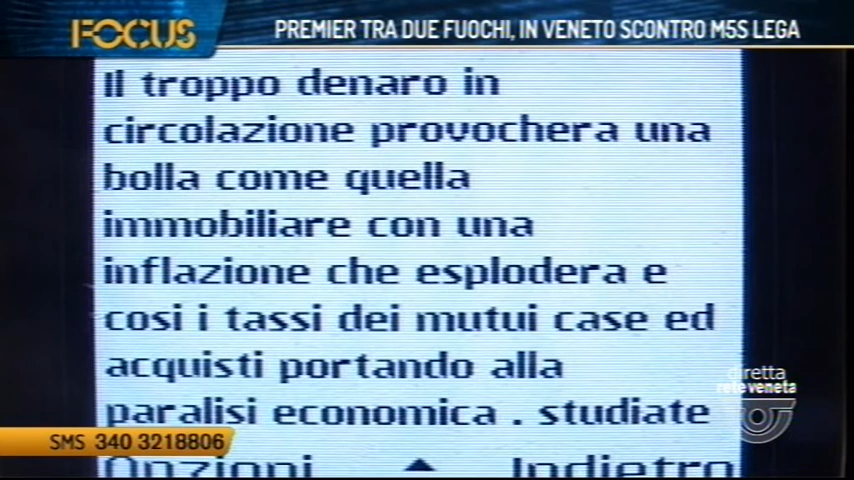 FOCUS
PREMIER TRA DUE FUOCHI, IN VENETO SCONTRO M5S LEGA
Il troppo denaro in
circolazione provochera una
bolla come quella
immobiliare con una
inflazione che esplodera e
cosi i tassi dei mutui case ed
acquisti portando alla
paralisi economica . studiate
diretta
reteveneta
SMS 340 3218806
Opzioni Indietro